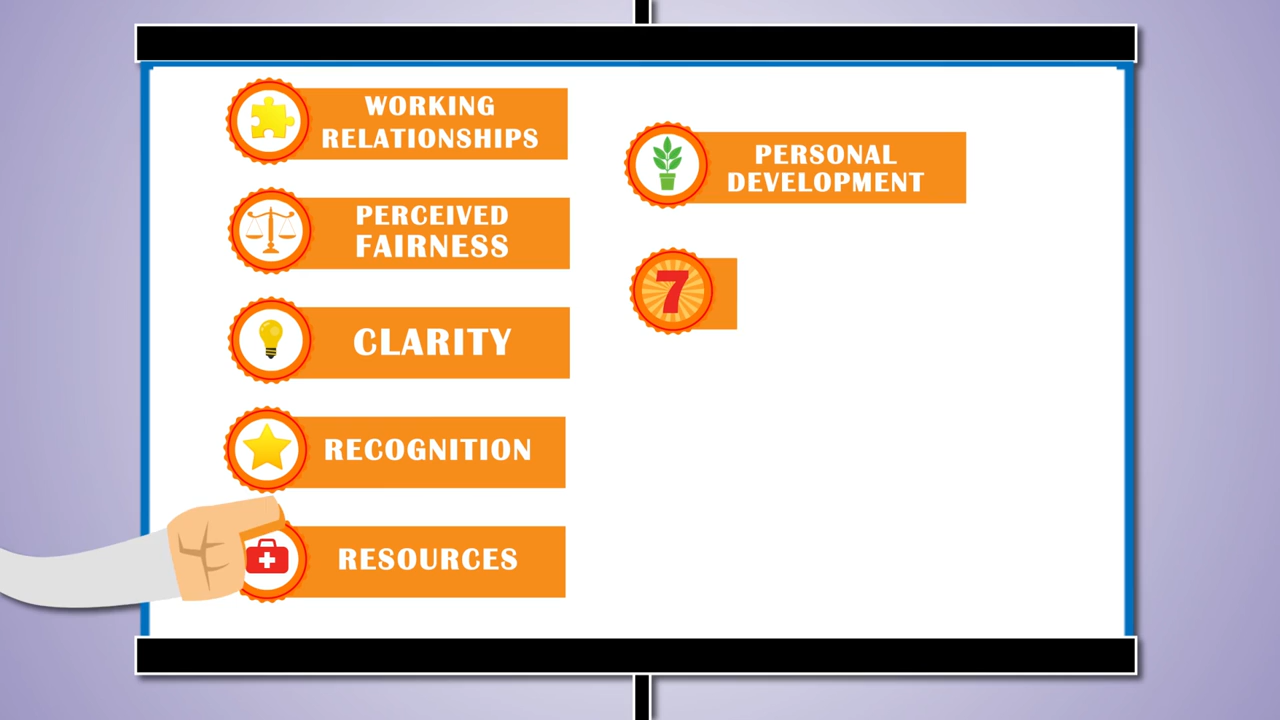 WORKING
RELATIONSHIPS
PERCEIVED
FAIRNESS
CLARITY
RECOGNITION
RESOURCES
PERSONAL
DEVELOPMENT
7